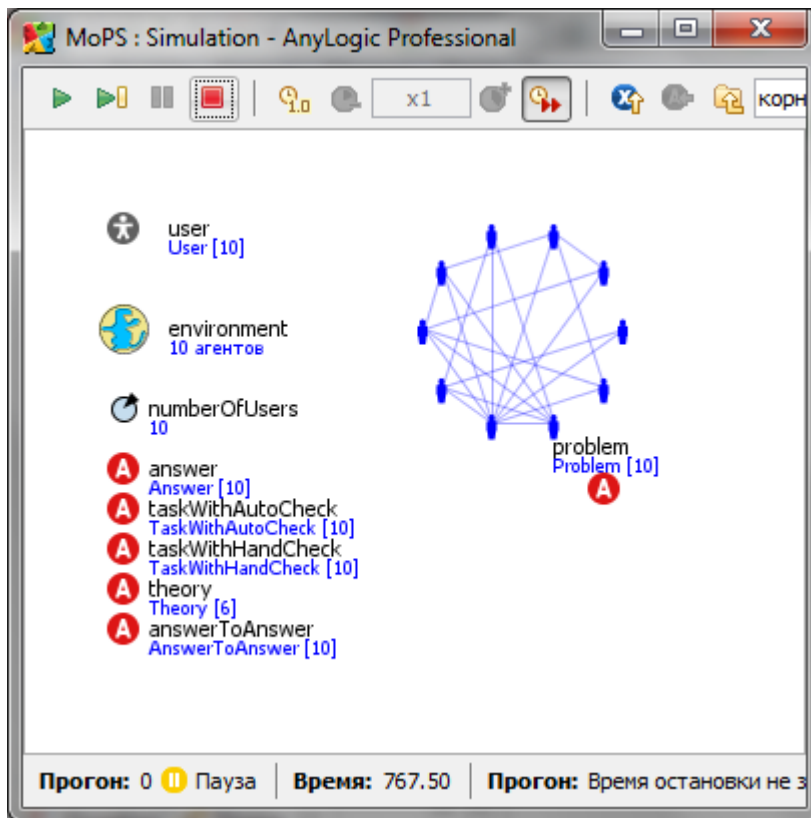 MoPS : Simulation - AnyLogic Professional
1.0 x1 корн
user
User [10]
environment
10 агентов
numberOfUsers
10
problem
Problem [10]
A
A answer
Answer [10]
A taskWithAutoCheck
TaskWithAutoCheck [10]
A taskWithHandCheck
TaskWithHandCheck [10]
A theory
Theory [6]
A answerToAnswer
AnswerToAnswer [10]
Прогон: 0 Пауза Время: 767.50 Прогон: Время остановки не з